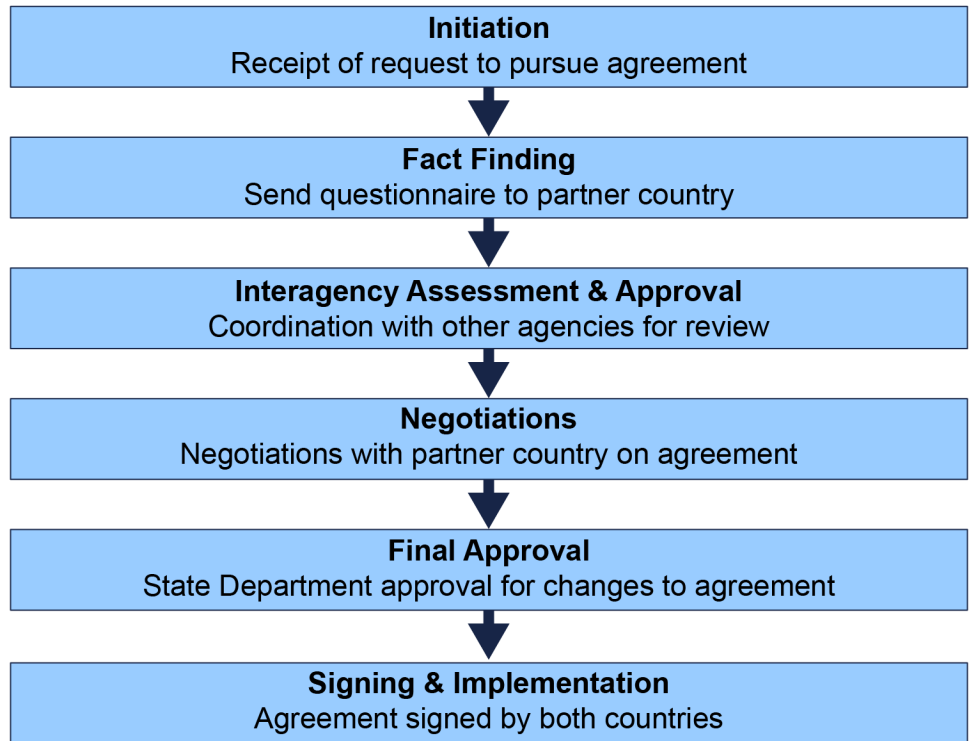 Initiation
Receipt of request to pursue agreement
Fact Finding
Send questionnaire to partner country
Interagency Assessment & Approval
Coordination with other agencies for review
Negotiations
Negotiations with partner country on agreement
Final Approval
State Department approval for changes to agreement
Signing & Implementation
Agreement signed by both countries